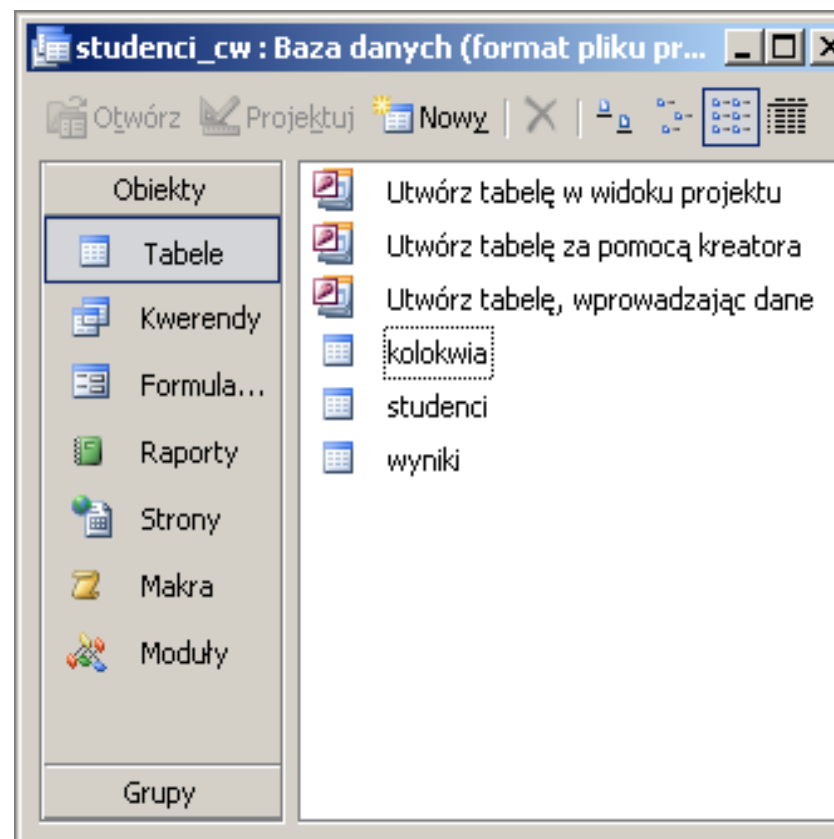 studenci_cw : Baza danych (format pliku pr...
Otwórz Projektuj Nowy
Obiekty
Tabele
Kwerendy
Formula...
Raporty
Strony
Makra
Moduły
Grupy
Utwórz tabelę w widoku projektu
Utwórz tabelę za pomocą kreatora
Utwórz tabelę, wprowadzając dane
kolokwia
studenci
wyniki